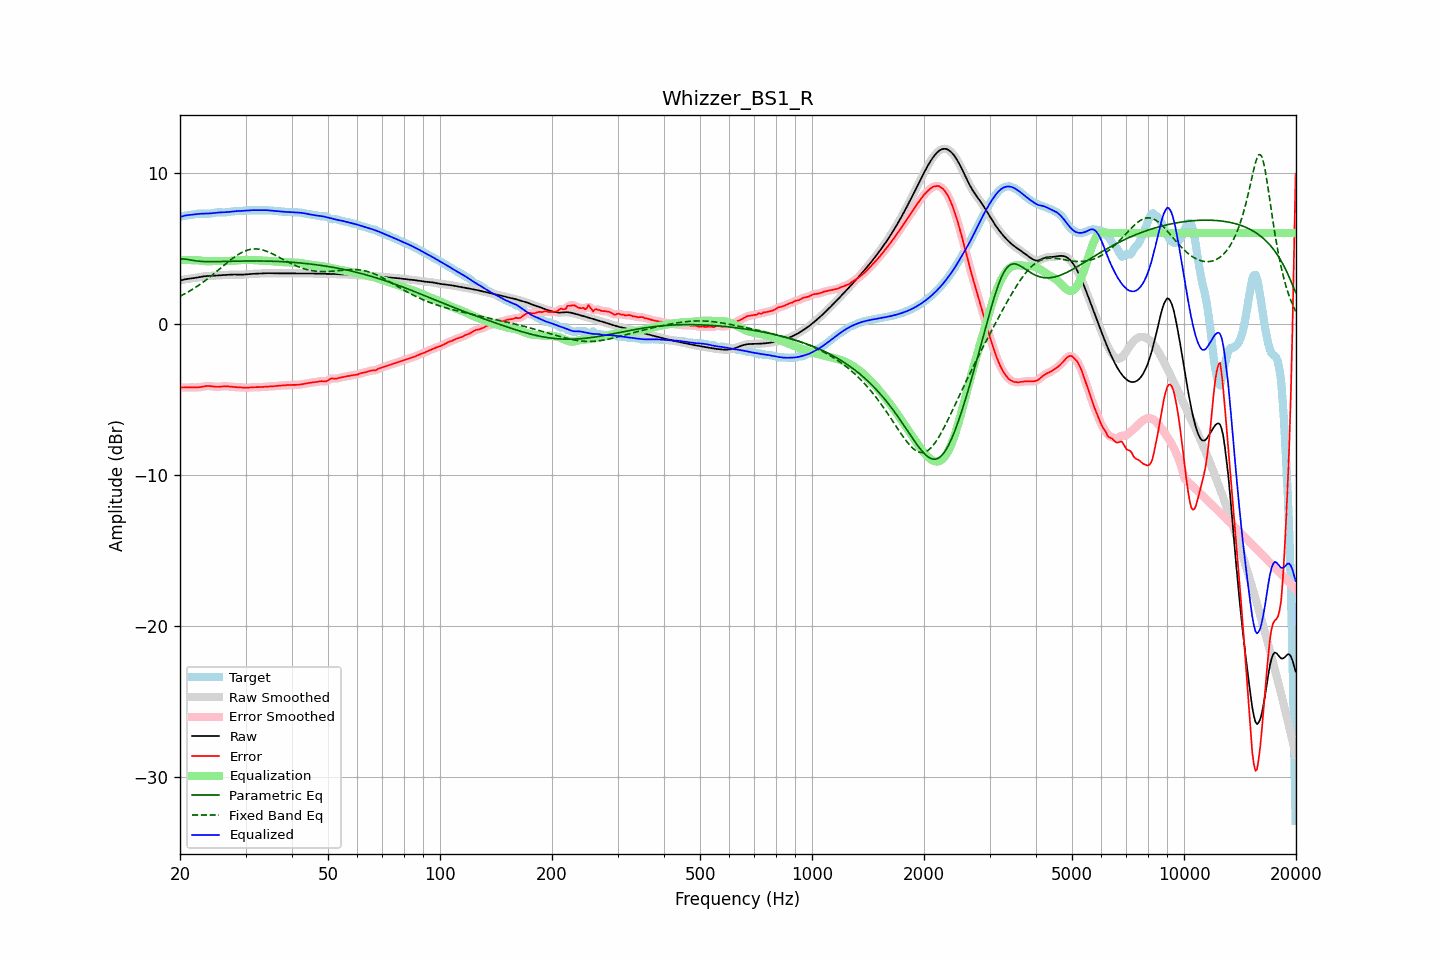 Whizzer_BS1_R
Amplitude (dBr)
10
0
−10
−20
−30
Target
Raw Smoothed
Error Smoothed
Raw
Error
Equalization
Parametric Eq
Fixed Band Eq
Equalized
20 50 100 200 500 1000 2000 5000 10000 20000
Frequency (Hz)